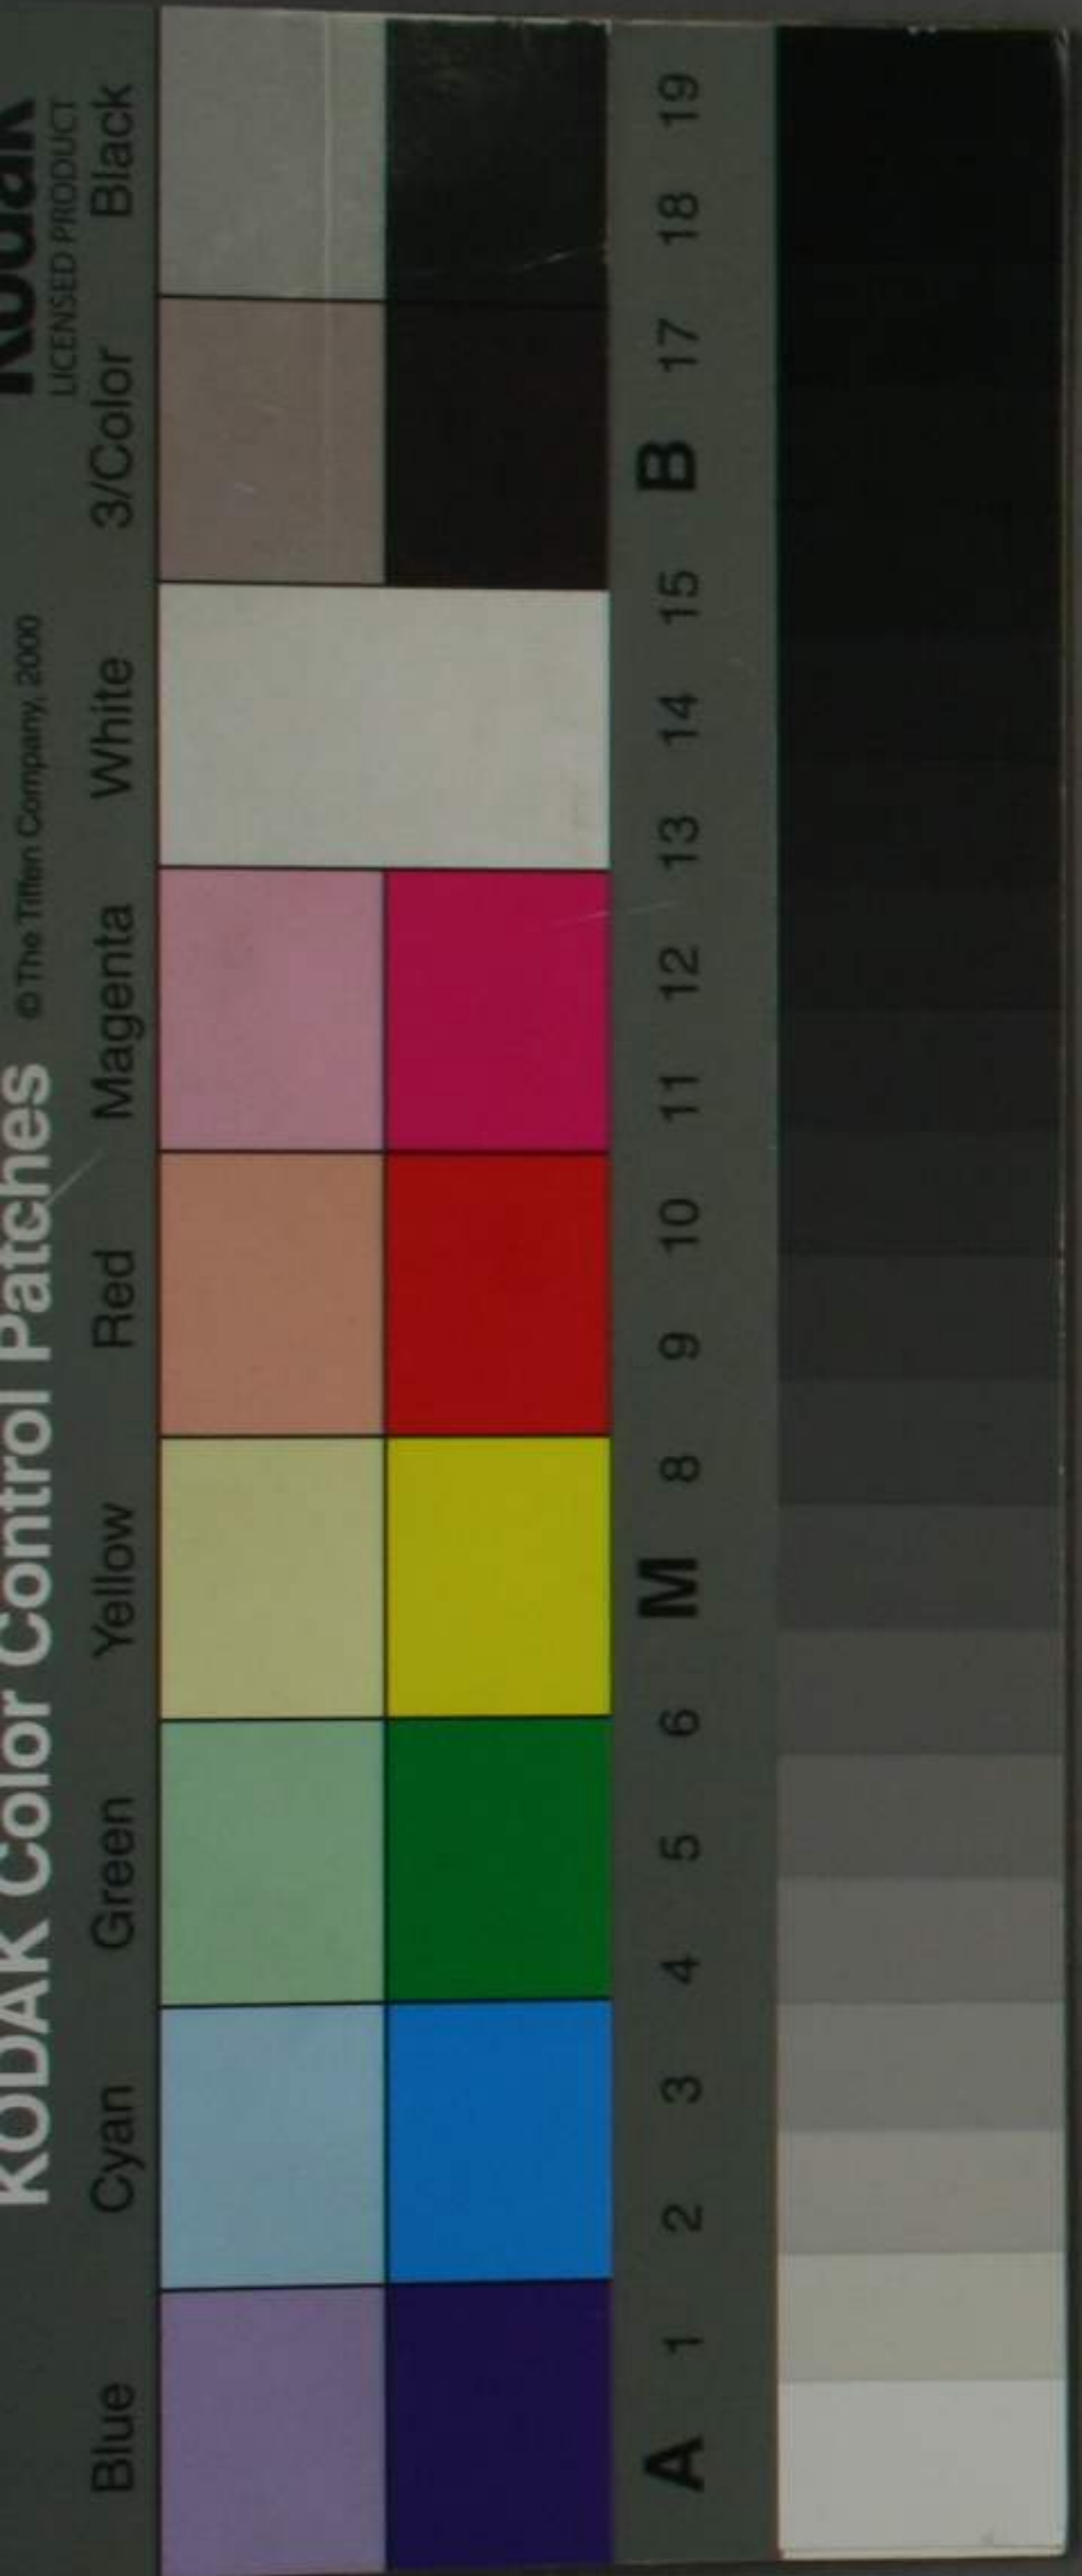 KODAK Color Control Patches © The Tiffen Company, 2000 Kodak
LICENSED PRODUCT
Blue Cyan Green Yellow Red Magenta White 3/Color Black
A 1 2 3 4 5 6 M 8 9 10 11 12 13 14 15 B 17 18 19